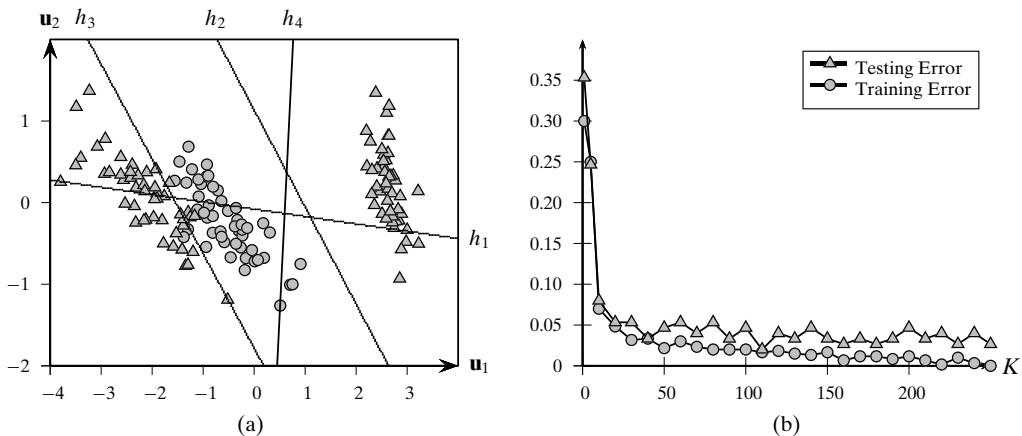 u₂ h₃ h₂ h₄
1
0
−1
−2
−4 −3 −2 −1 0 1 2 3
u₁
h₁
(a)
Testing Error
Training Error
0.35
0.30
0.25
0.20
0.15
0.10
0.05
0
0 50 100 150 200
K
(b)